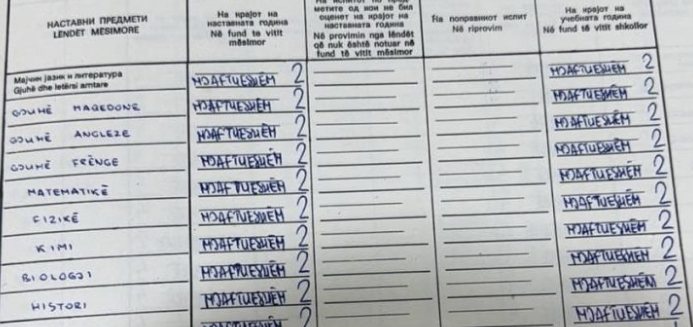 НАСТАВНИ ПРЕДМЕТИ
LËNDËT MËSIMORE
На крајот на
наставната година
Në fund të vitit
mësimor
метите од кои не бил
оценет на крајот на
наставната година
Në provimin nga lëndët
që nuk është notuar në
fund të vitit mësimor
На поправниот испит
Në riprovim
На крајот на
учебната година
Në fund të vitit shkollor
Мајчин јазик и литература
Gjuhë dhe letërsi amtare
MJAFTUESHËM 2
MJAFTUESHËM 2
GJUHË MAQEDONE
MJAFTUESHËM 2
MJAFTUESHËM 2
GJUHË ANGLEZE
MJAFTUESHËM 2
MJAFTUESHËM 2
GJUHË FRËNGE
MJAFTUESHËM 2
MJAFTUESHËM 2
MATEMATIKË
MJAFTUESHËM 2
MJAFTUESHËM 2
FIZIKË
MJAFTUESHËM 2
MJAFTUESHËM 2
KIMI
MJAFTUESHËM 2
MJAFTUESHËM 2
BIOLOGJI
MJAFTUESHËM 2
MJAFTUESHËM 2
HISTORI
MJAFTUESHËM 2
MJAFTUESHËM 2